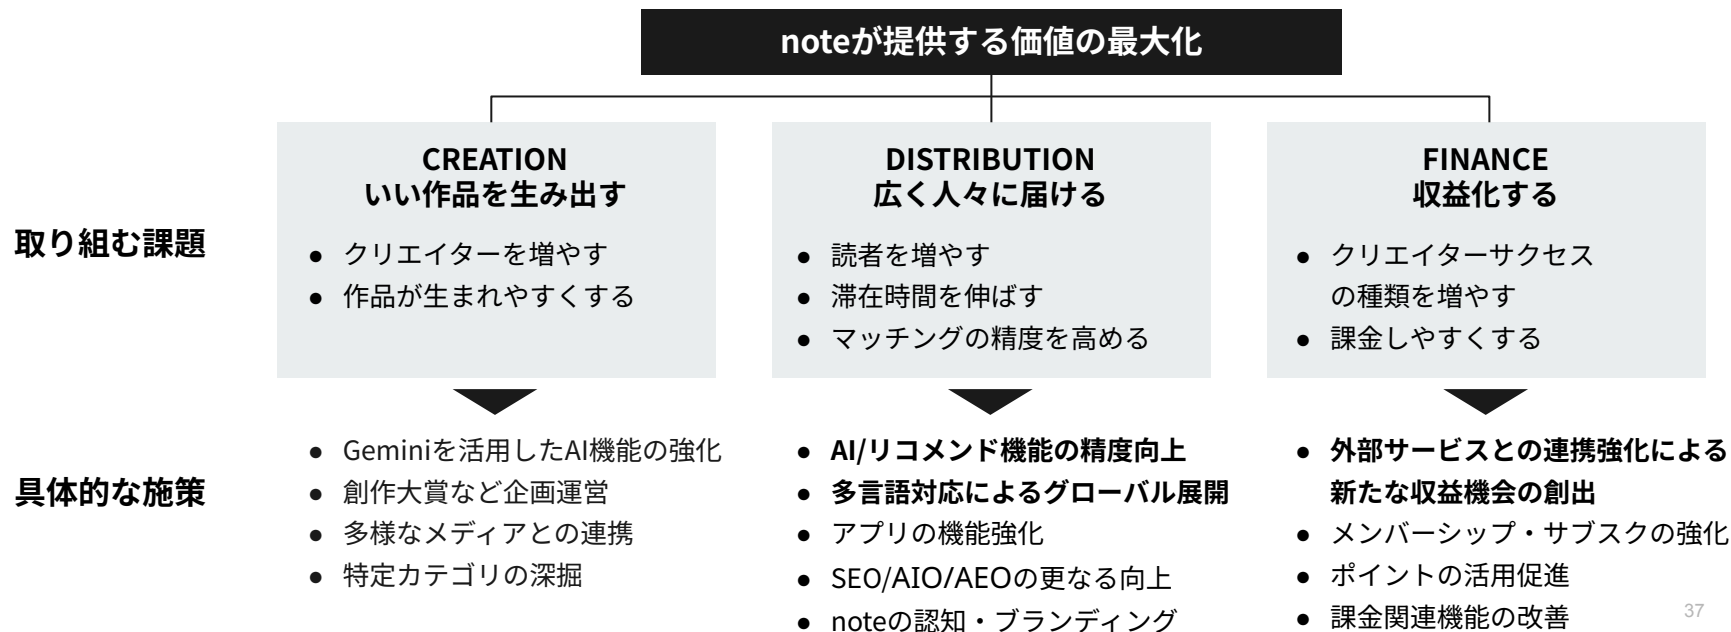 noteが提供する価値の最大化
取り組む課題
CREATION
いい作品を生み出す
● クリエイターを増やす
● 作品が生まれやすくする
DISTRIBUTION
広く人々に届ける
● 読者を増やす
● 滞在時間を伸ばす
● マッチングの精度を高める
FINANCE
収益化する
● クリエイターサクセス
の種類を増やす
● 課金しやすくする
具体的な施策
● Geminiを活用したAI機能の強化
● 創作大賞など企画運営
● 多様なメディアとの連携
● 特定カテゴリの深掘
● AI/リコメンド機能の精度向上
● 多言語対応によるグローバル展開
● アプリの機能強化
● SEO/AIO/AEOの更なる向上
● noteの認知・ブランディング
● 外部サービスとの連携強化による
新たな収益機会の創出
● メンバーシップ・サブスクの強化
● ポイントの活用促進
● 課金関連機能の改善
37